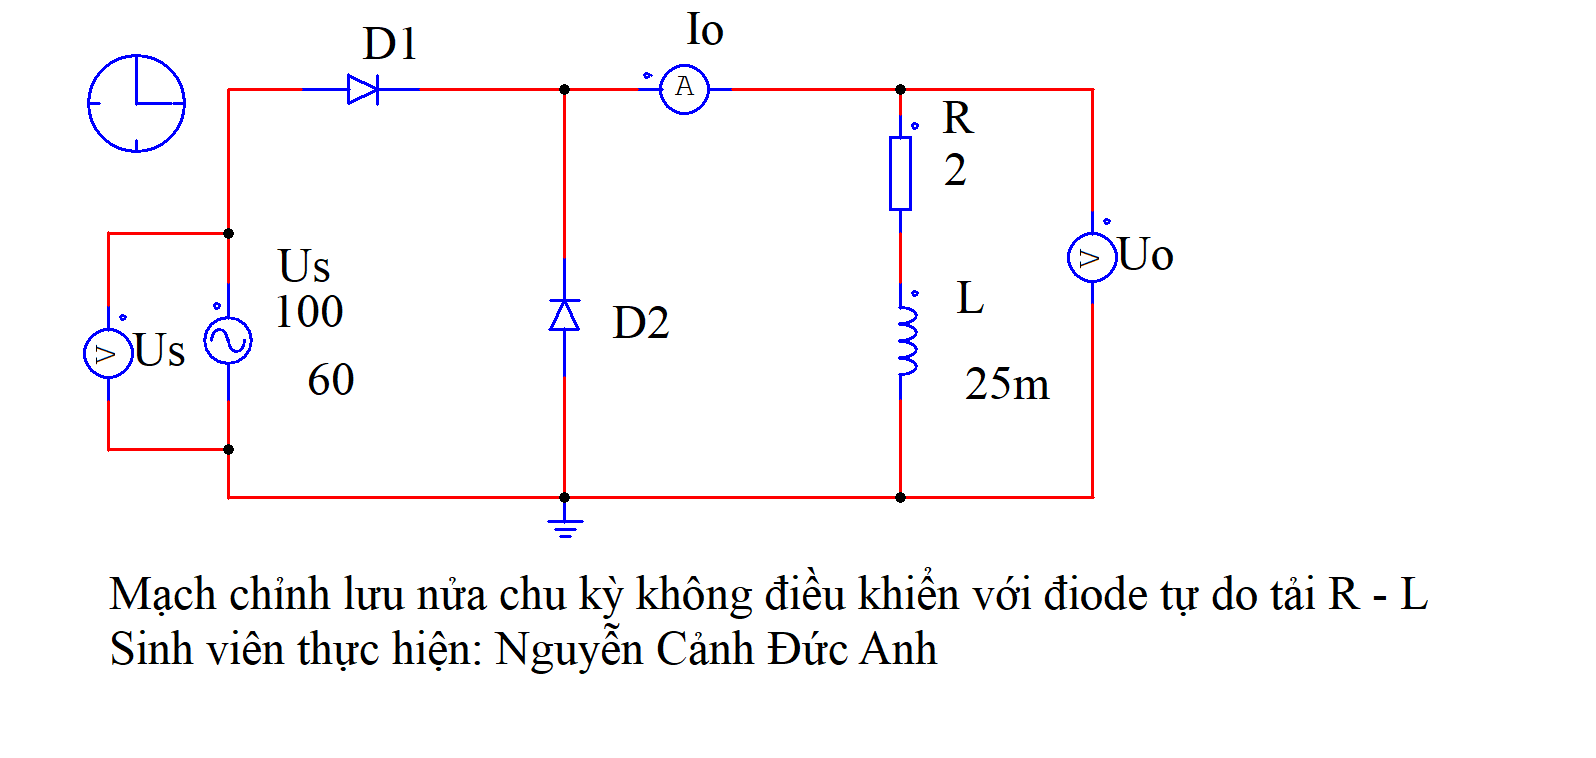 D1
Io
A
R
2
Us
100
60
V
Us
D2
L
25m
V
Uo
Mạch chỉnh lưu nửa chu kỳ không điều khiển với điode tự do tải R - L
Sinh viên thực hiện: Nguyễn Cảnh Đức Anh